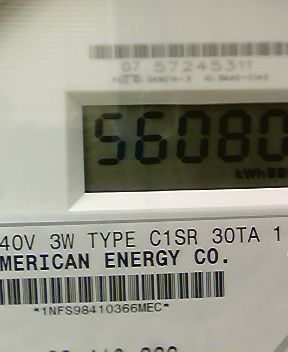 07 57245311
56080
kWh
40V 3W TYPE C1SR 30TA 1
MERICAN ENERGY CO.
*1NFS98410366MEC*